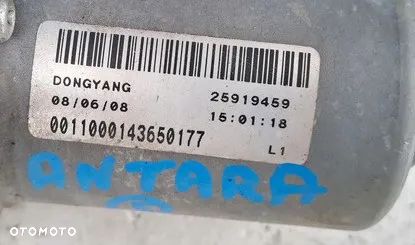 DONGYANG 25919459
08/06/08 15:01:18
0011000143650177
L1
ANTARA
OTOMOTO